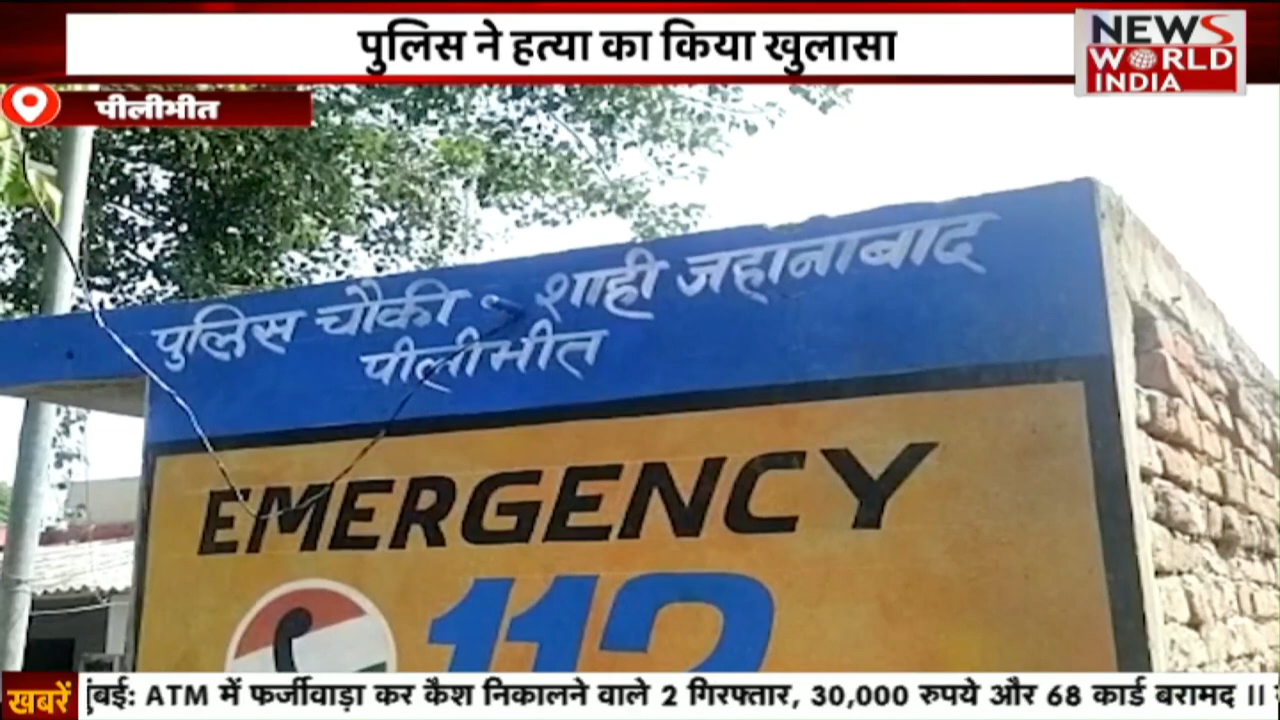 पुलिस ने हत्या का किया खुलासा
NEWS
WORLD
INDIA
पीलीभीत
पुलिस चौकी - शाही जहानाबाद
पीलीभीत
EMERGENCY
112
खबरें
ATM में फर्जीवाड़ा कर कैश निकालने वाले 2 गिरफ्तार, 30,000 रुपये और 68 कार्ड बरामद ।।